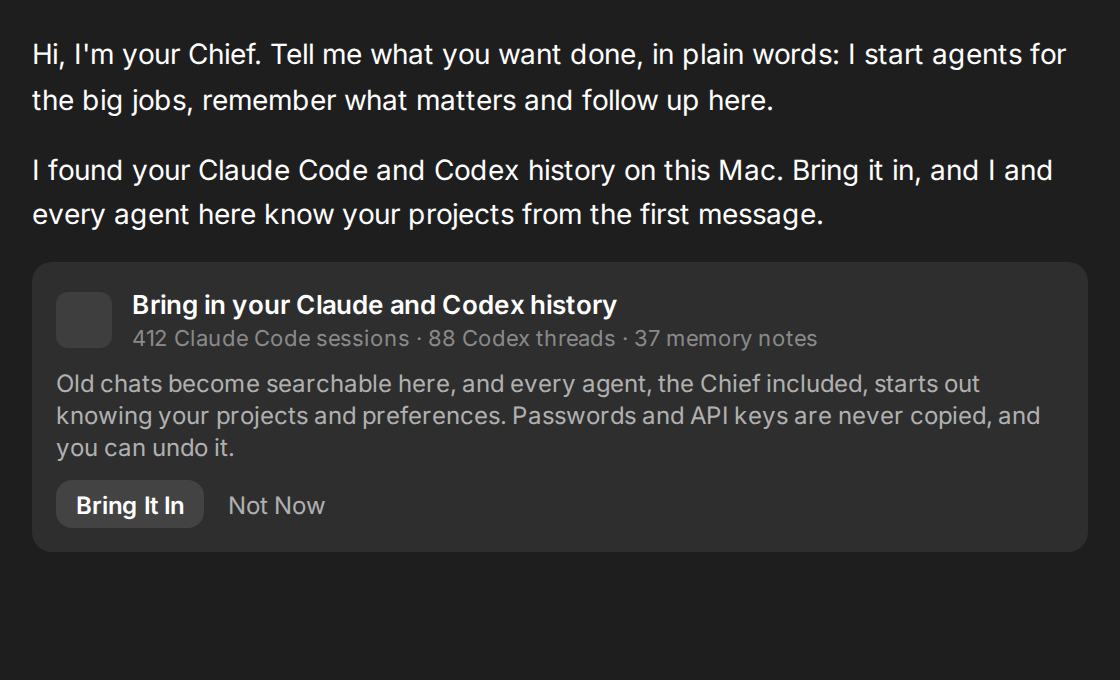 Hi, I'm your Chief. Tell me what you want done, in plain words: I start agents for
the big jobs, remember what matters and follow up here.
I found your Claude Code and Codex history on this Mac. Bring it in, and I and
every agent here know your projects from the first message.
Bring in your Claude and Codex history
412 Claude Code sessions · 88 Codex threads · 37 memory notes
Old chats become searchable here, and every agent, the Chief included, starts out
knowing your projects and preferences. Passwords and API keys are never copied, and
you can undo it.
Bring It In
Not Now